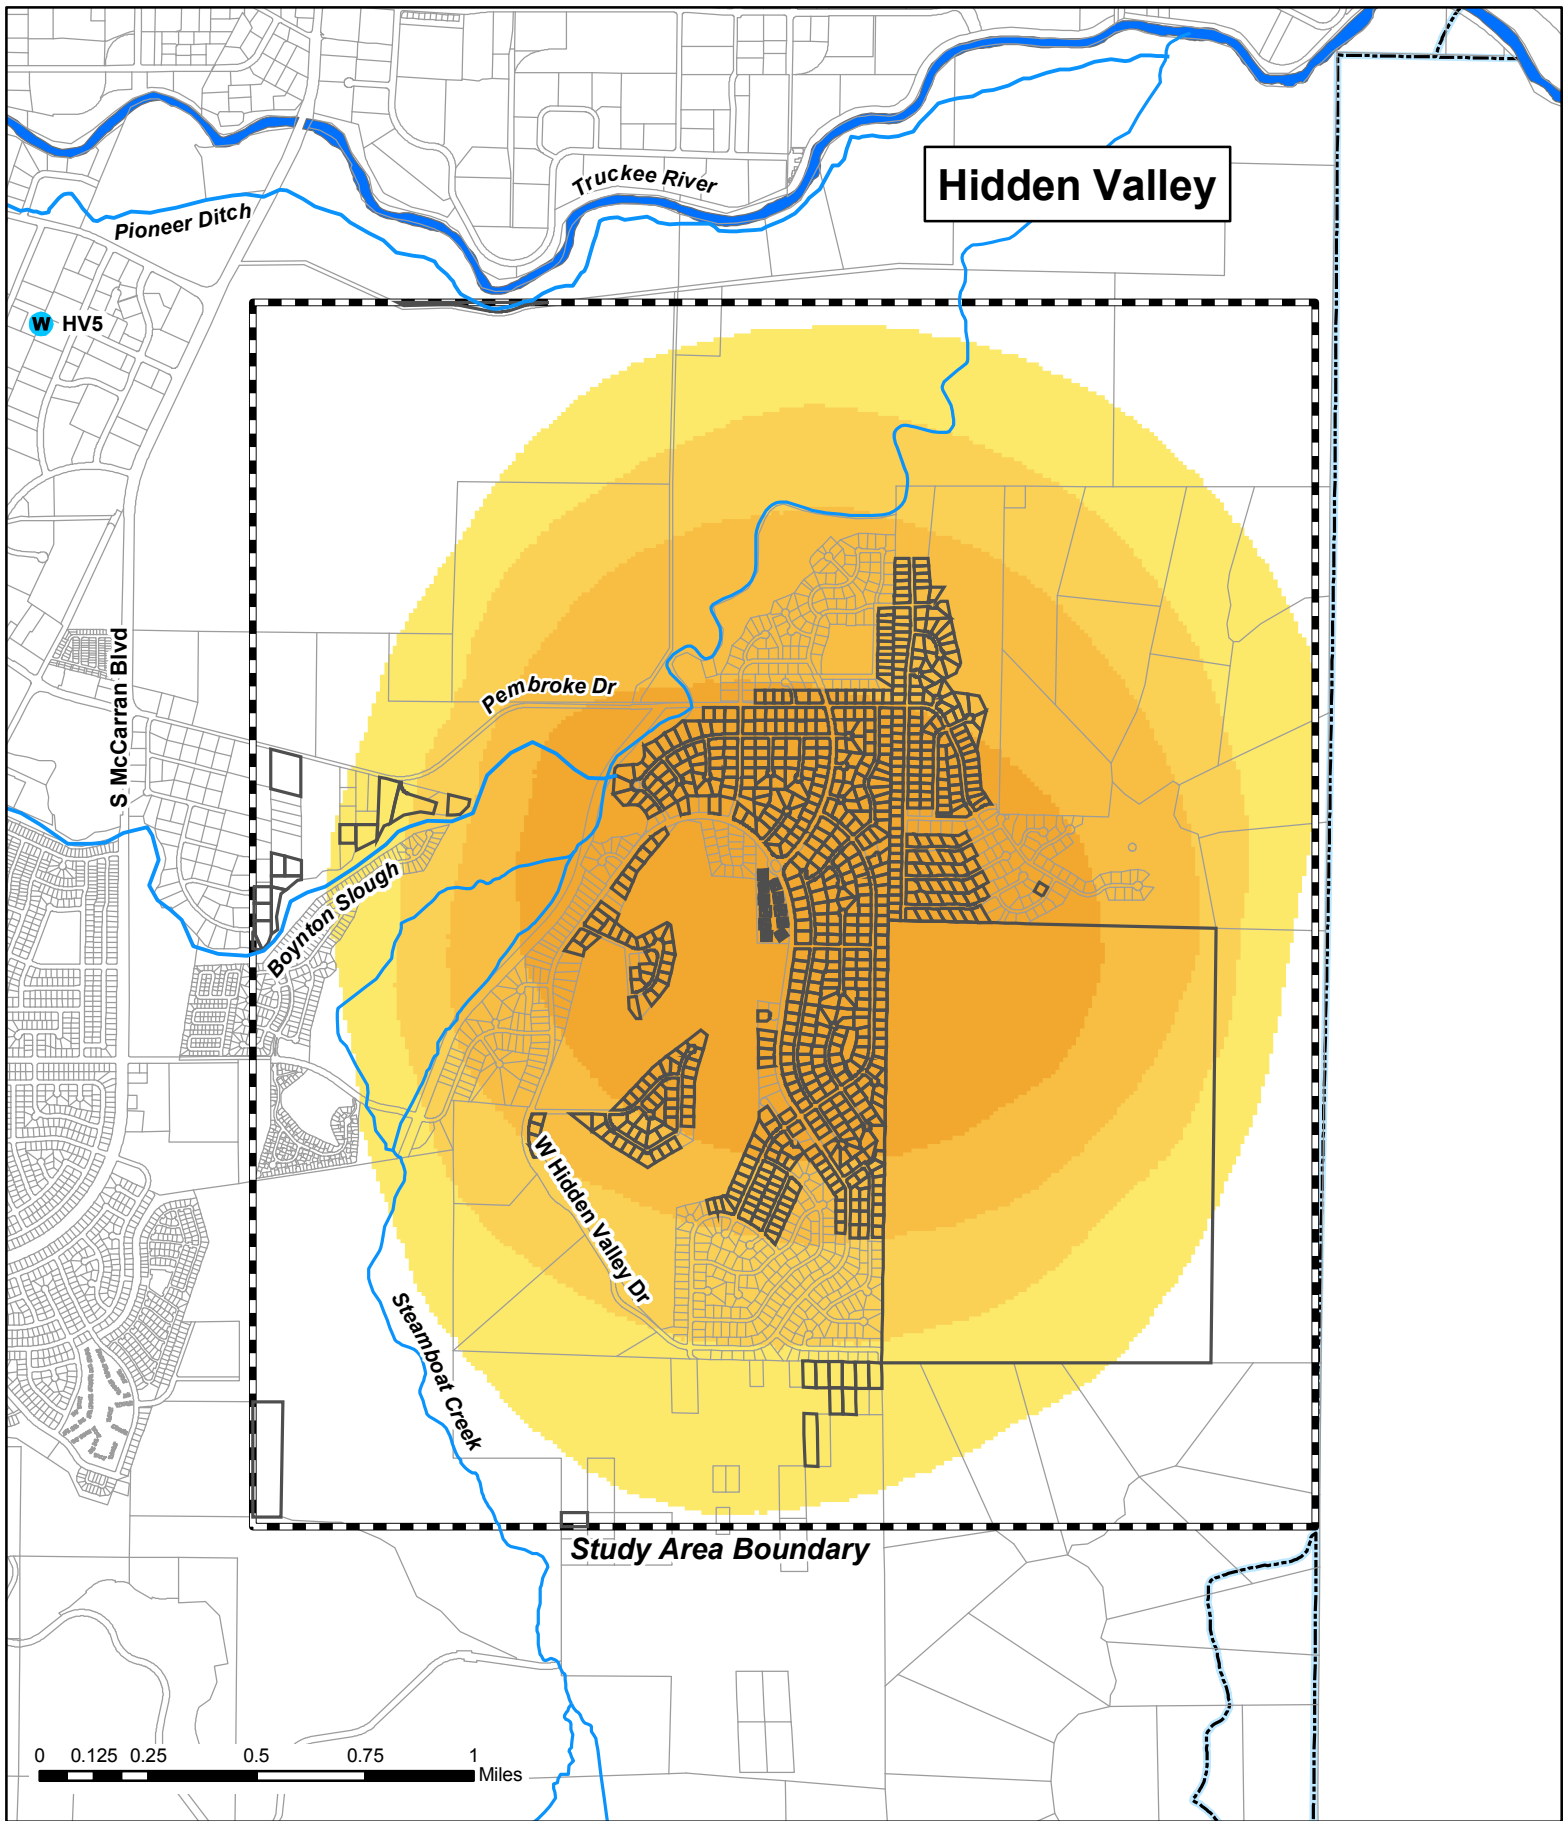 Truckee River
Hidden Valley
Pioneer Ditch
W HV5
S McCarran Blvd
Pembroke Dr
Boynton Slough
W Hidden Valley Dr
Steamboat Creek
Study Area Boundary
0 0.125 0.25 0.5 0.75 1
Miles